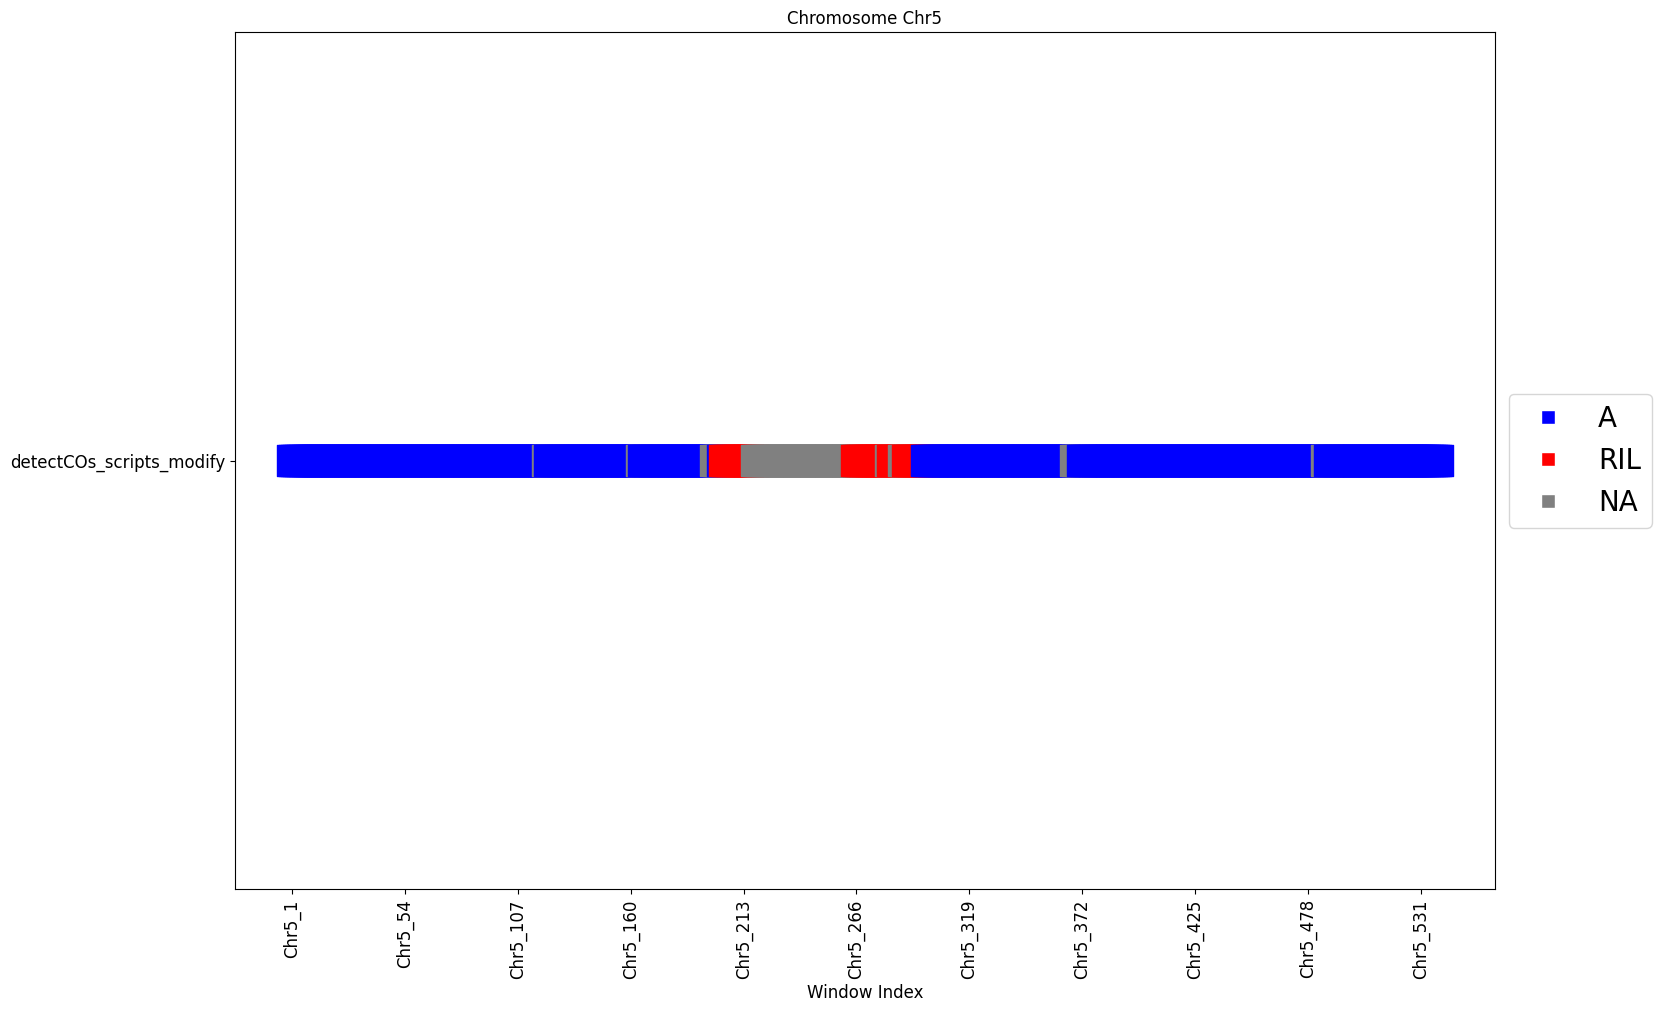 Chromosome Chr5
detectCOs_scripts_modify
A
RIL
NA
Chr5_1
Chr5_54
Chr5_107
Chr5_160
Chr5_213
Chr5_266
Chr5_319
Chr5_372
Chr5_425
Chr5_478
Chr5_531
Window Index